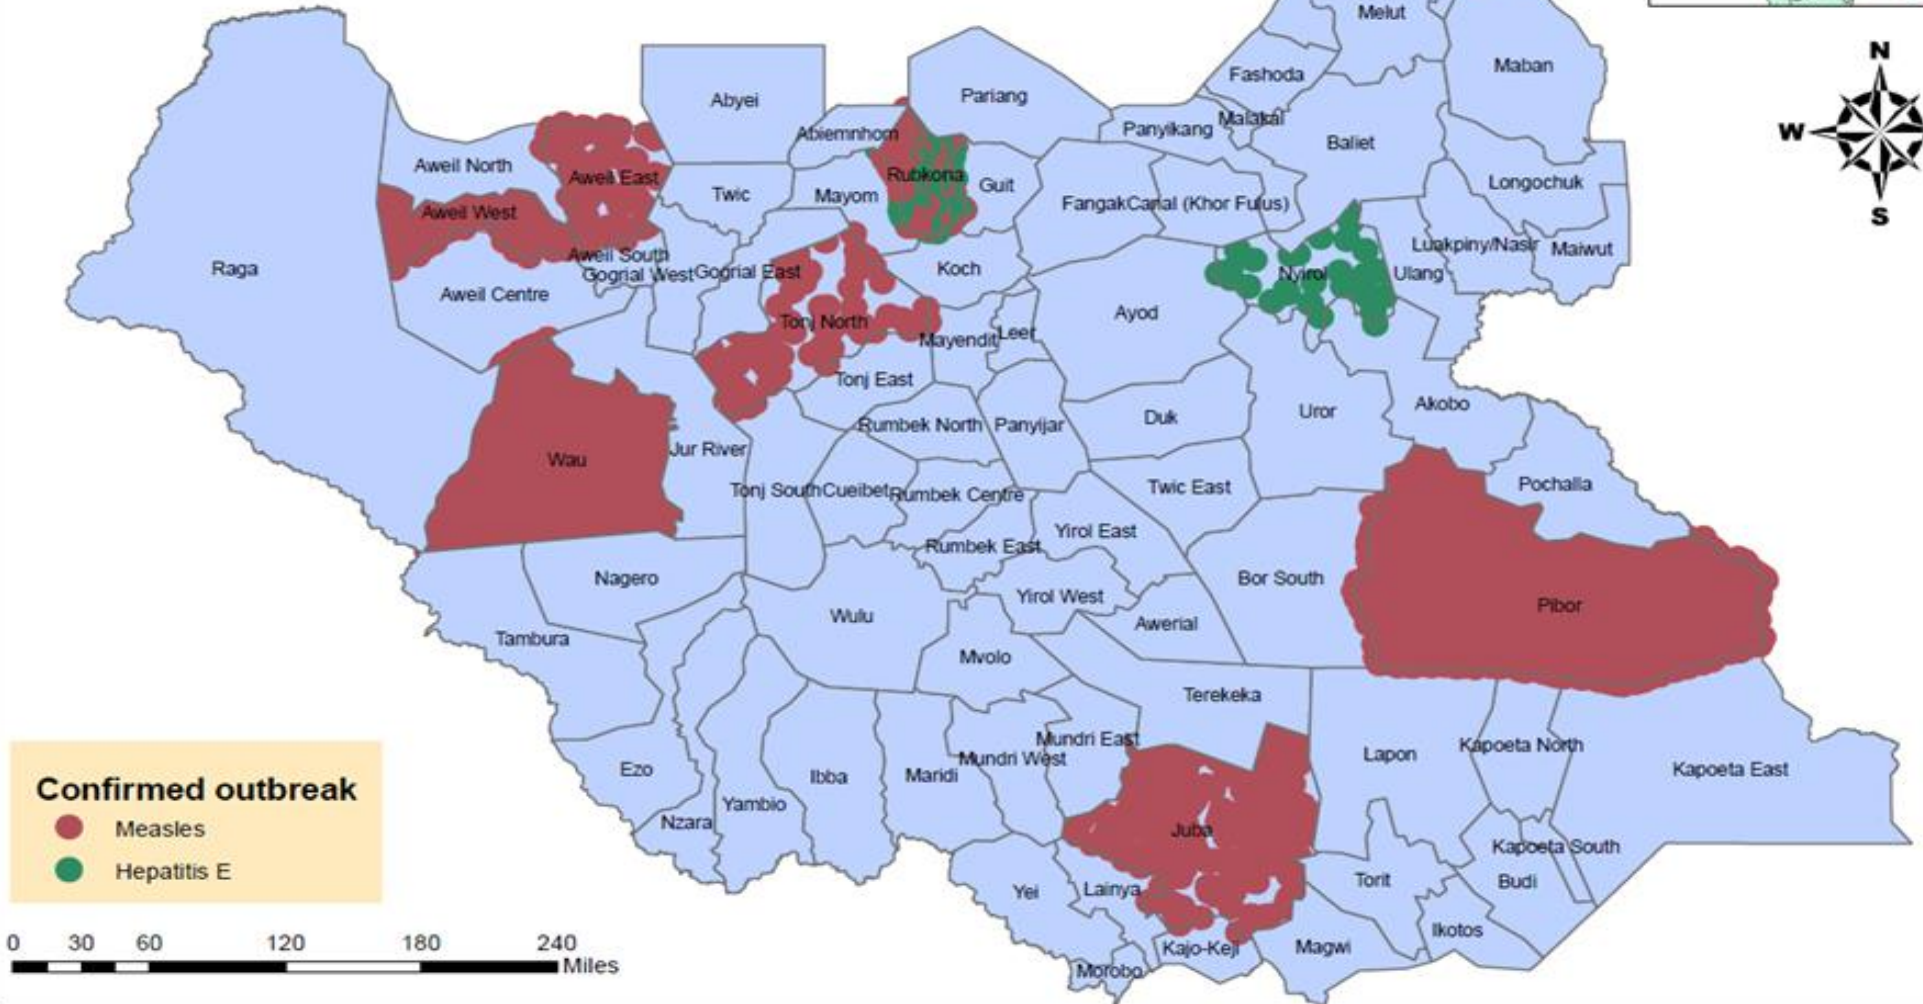 Melut
Maban
N
Fashoda
Abyei
Pariang
Malakal
Panyikang
W
Abiemnhom
Baliet
Aweil North
Rubkona
Aweil East
Twic
Mayom
Guit
Longochuk
Fangak
Canal (Khor Fulus)
Aweil West
S
Luakpiny/Nasir
Maiwut
Aweil South
Raga
Gogrial West
Gogrial East
Koch
Nyirol
Ulang
Aweil Centre
Ayod
Tonj North
Leer
Mayendit
Tonj East
Akobo
Uror
Duk
Rumbek North
Panyijar
Jur River
Wau
Pochalla
Twic East
Tonj South
Cueibet
Rumbek Centre
Yirol East
Rumbek East
Nagero
Bor South
Yirol West
Pibor
Wulu
Awerial
Tambura
Mvolo
Terekeka
Mundri East
Kapoeta North
Lapon
Mundri West
Ezo
Ibba
Maridi
Kapoeta East
Yambio
Nzara
Juba
Kapoeta South
Torit
Budi
Yei
Lainya
Ikotos
Kajo-Keji
Magwi
Morobo
Confirmed outbreak
Measles
Hepatitis E
0 30 60 120 180 240
Miles